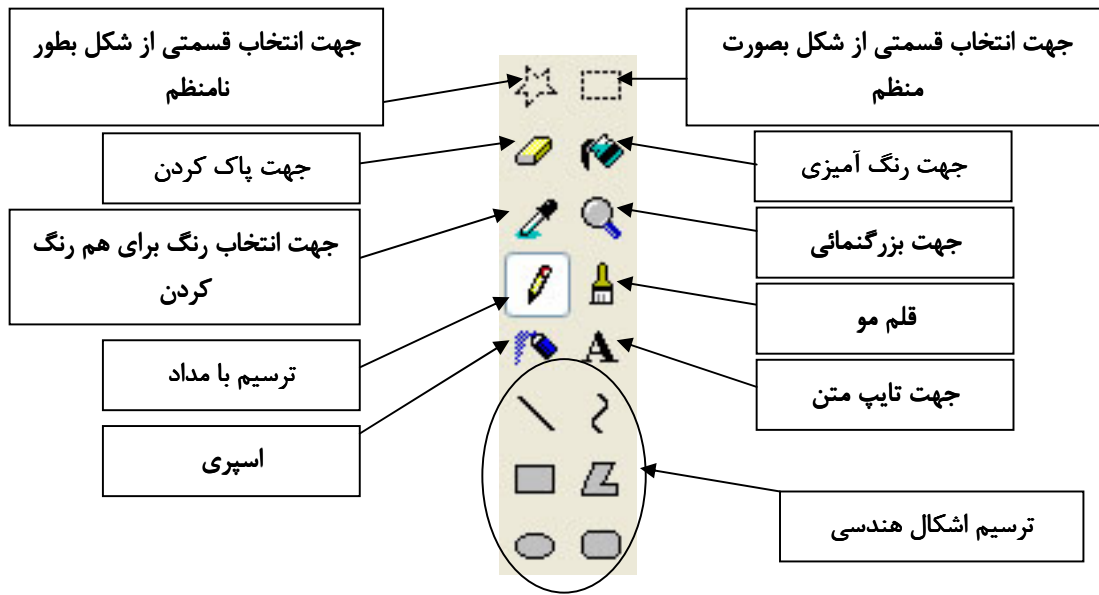 جهت انتخاب قسمتی از شکل بصورت
منظم
جهت رنگ آمیزی
جهت بزرگنمائی
قلم مو
جهت تایپ متن
ترسیم اشکال هندسی
جهت انتخاب قسمتی از شکل بطور
نامنظم
جهت پاک کردن
جهت انتخاب رنگ برای هم رنگ
کردن
ترسیم با مداد
اسپری
A